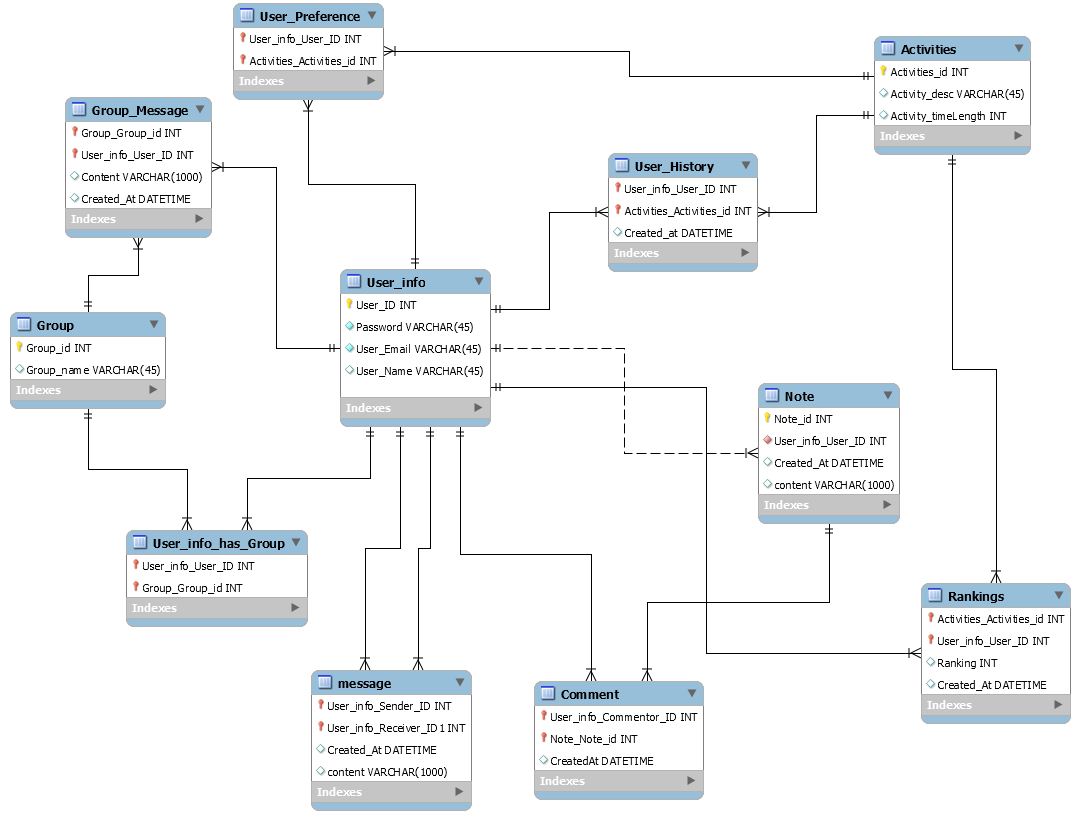 User_Preference
User_info_User_ID INT
Activities_Activities_id INT
Indexes
Activities
Activities_id INT
Activity_desc VARCHAR(45)
Activity_timeLength INT
Indexes
Group_Message
Group_Group_id INT
User_info_User_ID INT
Content VARCHAR(1000)
Created_At DATETIME
Indexes
User_History
User_info_User_ID INT
Activities_Activities_id INT
Created_at DATETIME
Indexes
User_info
User_ID INT
Password VARCHAR(45)
User_Email VARCHAR(45)
User_Name VARCHAR(45)
Indexes
Group
Group_id INT
Group_name VARCHAR(45)
Indexes
Note
Note_id INT
User_info_User_ID INT
Created_At DATETIME
content VARCHAR(1000)
Indexes
User_info_has_Group
User_info_User_ID INT
Group_Group_id INT
Indexes
Rankings
Activities_Activities_id INT
User_info_User_ID INT
Ranking INT
Created_At DATETIME
Indexes
message
User_info_Sender_ID INT
User_info_Receiver_ID1 INT
Created_At DATETIME
content VARCHAR(1000)
Indexes
Comment
User_info_Commentor_ID INT
Note_Note_id INT
CreatedAt DATETIME
Indexes